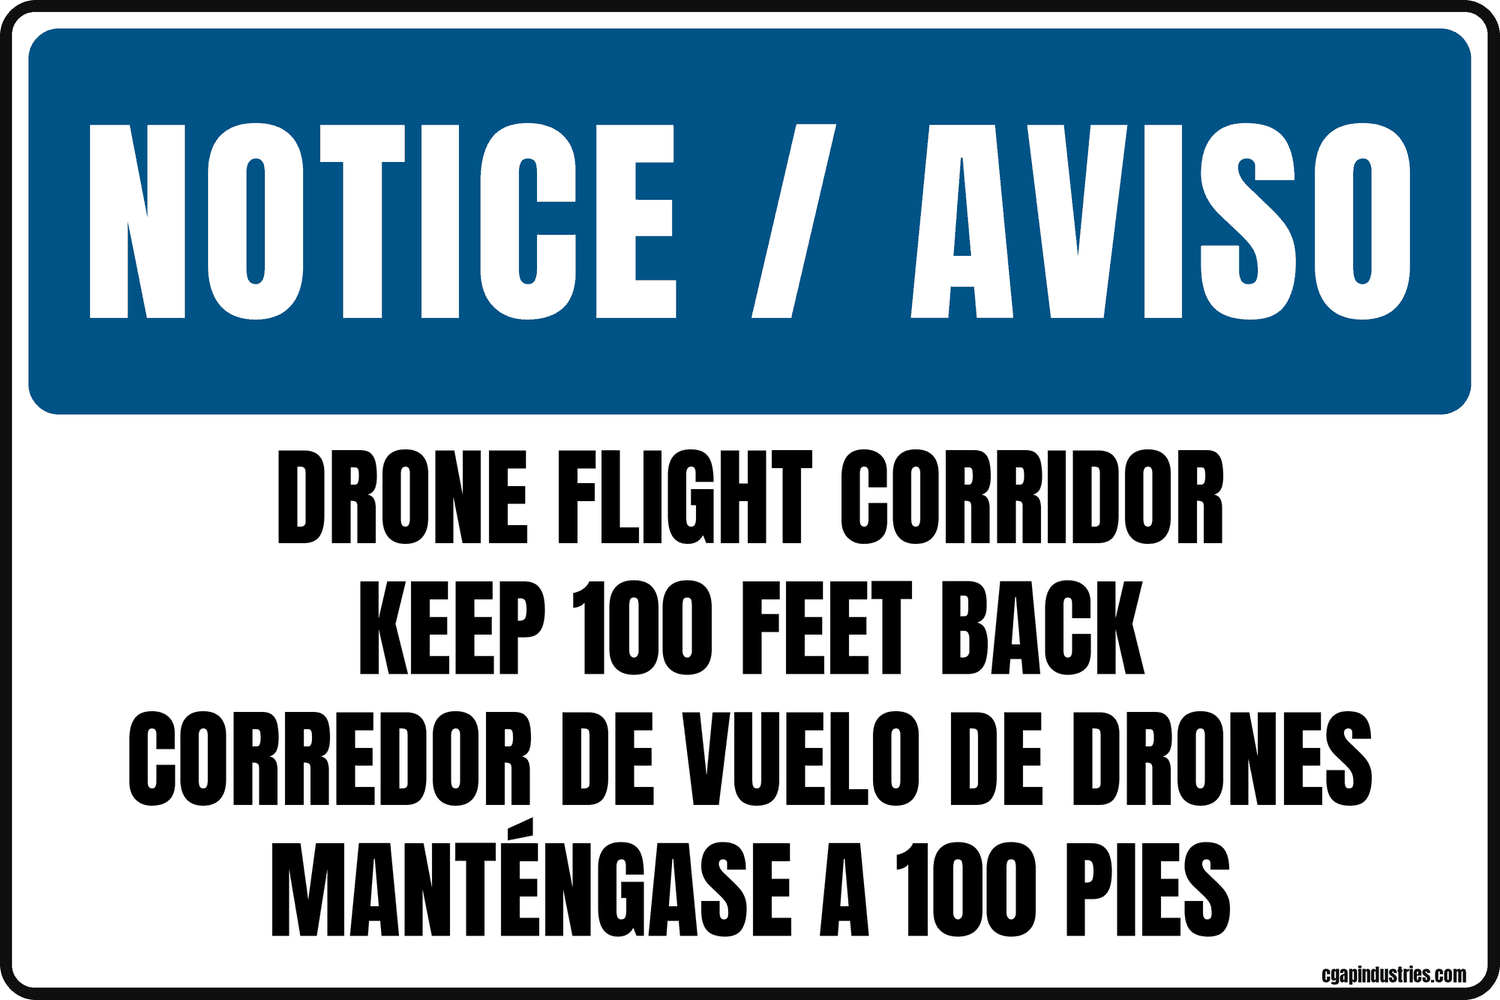 NOTICE / AVISO
DRONE FLIGHT CORRIDOR
KEEP 100 FEET BACK
CORREDOR DE VUELO DE DRONES
MANTÉNGASE A 100 PIES
cgapindustries.com